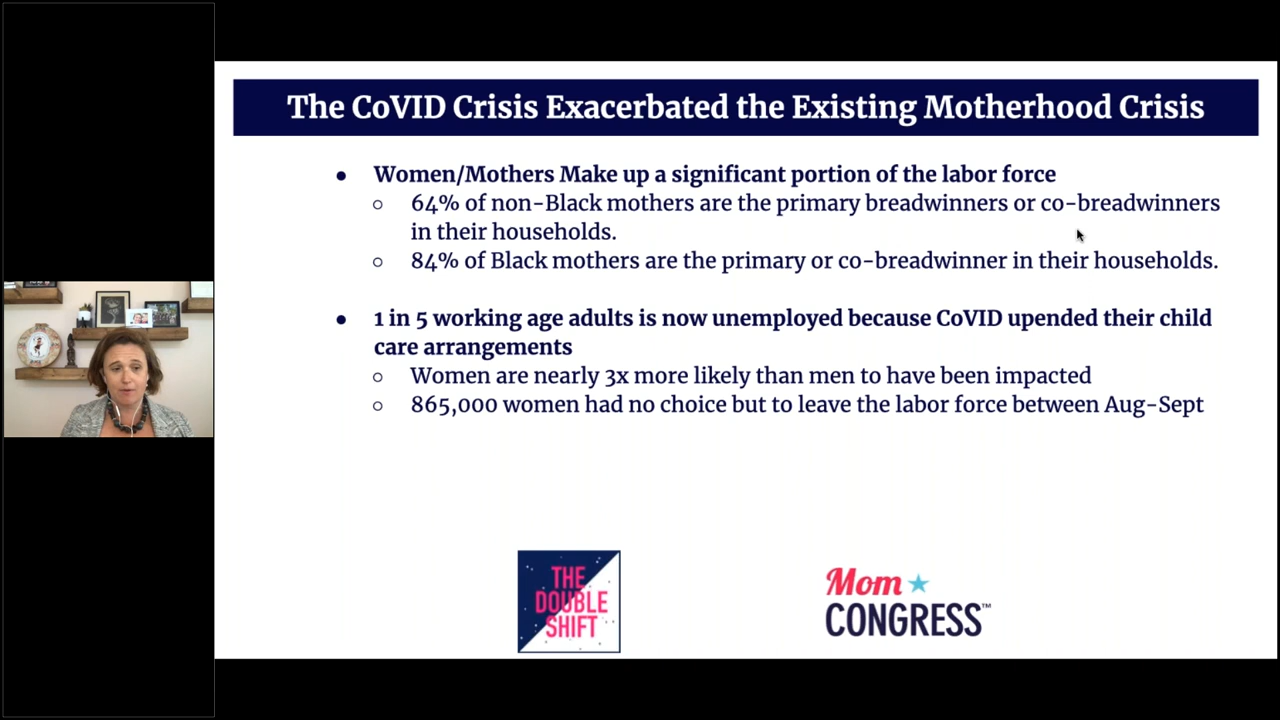 The CoVID Crisis Exacerbated the Existing Motherhood Crisis
● Women/Mothers Make up a significant portion of the labor force
○ 64% of non-Black mothers are the primary breadwinners or co-breadwinners
in their households.
○ 84% of Black mothers are the primary or co-breadwinner in their households.
● 1 in 5 working age adults is now unemployed because CoVID upended their child
care arrangements
○ Women are nearly 3x more likely than men to have been impacted
○ 865,000 women had no choice but to leave the labor force between Aug-Sept
THE
DOUBLE
SHIFT
Mom
CONGRESS™